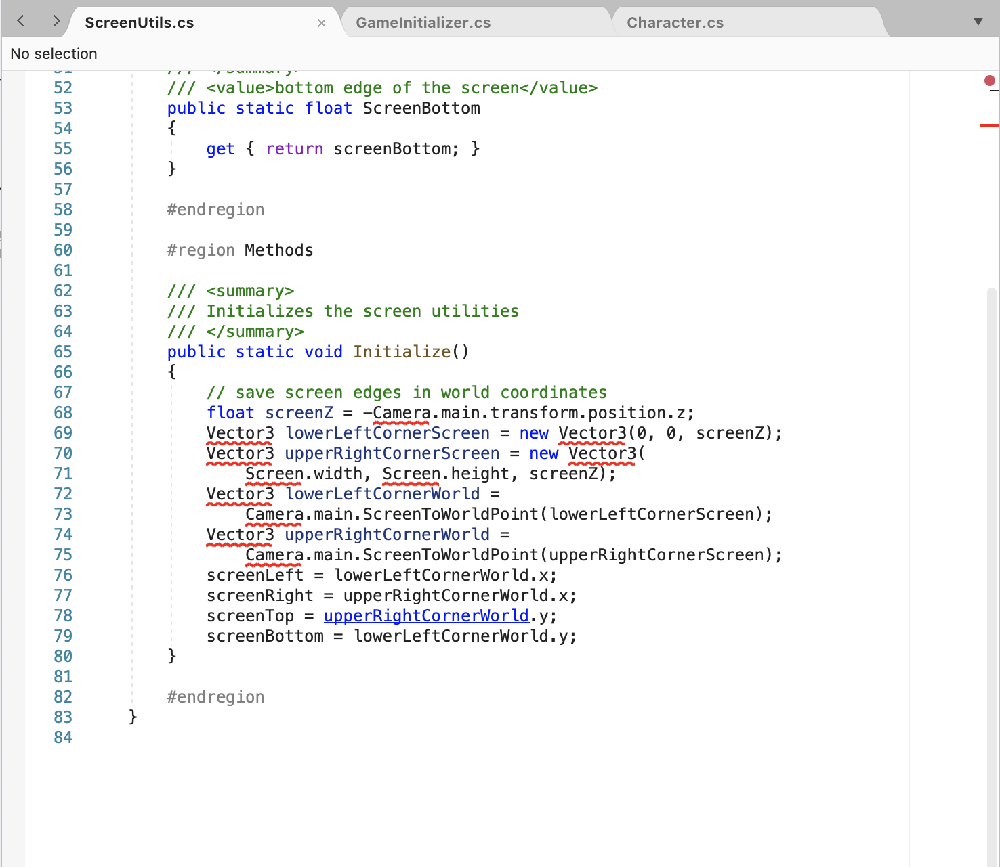 ScreenUtils.cs × GameInitializer.cs Character.cs
No selection
51 /// </summary>
52 /// <value>bottom edge of the screen</value>
53 public static float ScreenBottom
54 {
55 get { return screenBottom; }
56 }
57
58 #endregion
59
60 #region Methods
61
62 /// <summary>
63 /// Initializes the screen utilities
64 /// </summary>
65 public static void Initialize()
66 {
67 // save screen edges in world coordinates
68 float screenZ = -Camera.main.transform.position.z;
69 Vector3 lowerLeftCornerScreen = new Vector3(0, 0, screenZ);
70 Vector3 upperRightCornerScreen = new Vector3(
71 Screen.width, Screen.height, screenZ);
72 Vector3 lowerLeftCornerWorld =
73 Camera.main.ScreenToWorldPoint(lowerLeftCornerScreen);
74 Vector3 upperRightCornerWorld =
75 Camera.main.ScreenToWorldPoint(upperRightCornerScreen);
76 screenLeft = lowerLeftCornerWorld.x;
77 screenRight = upperRightCornerWorld.x;
78 screenTop = upperRightCornerWorld.y;
79 screenBottom = lowerLeftCornerWorld.y;
80 }
81
82 #endregion
83 }
84